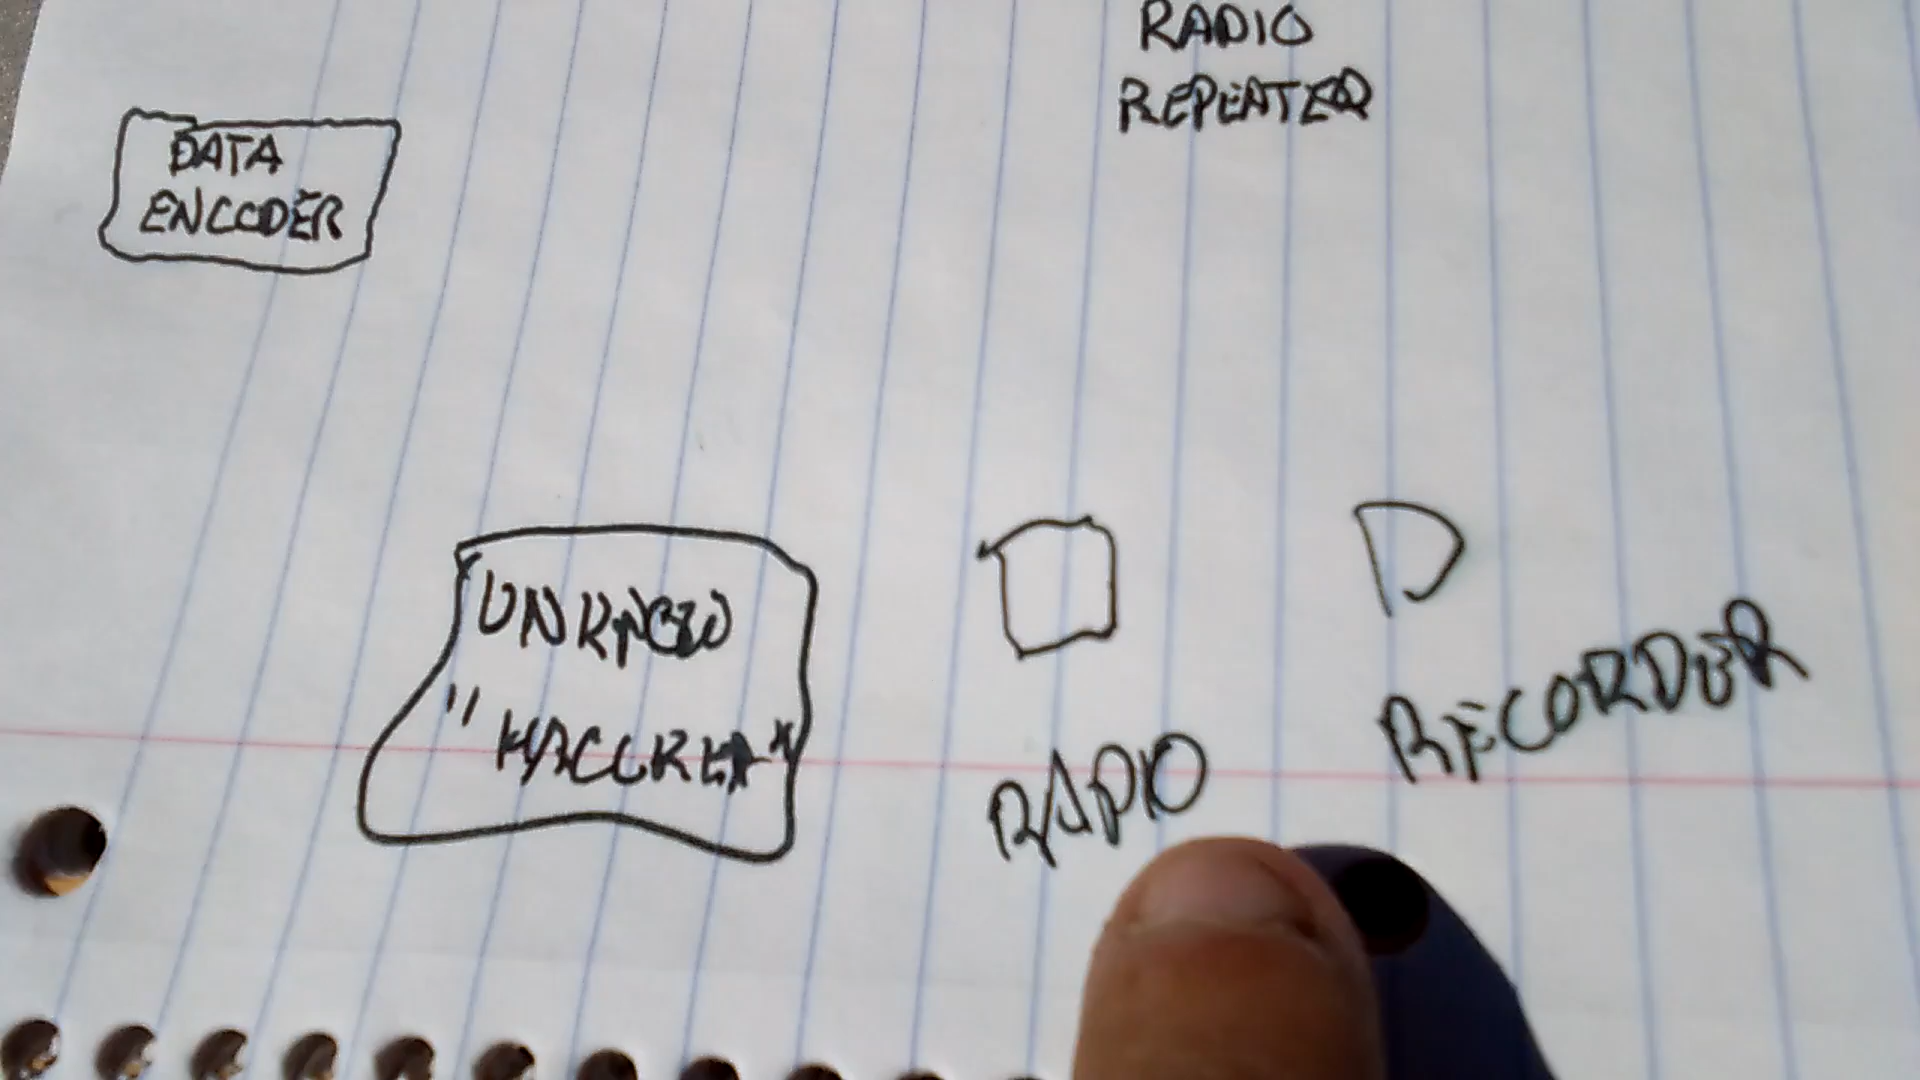 RADIO
REPEATER
DATA
ENCODER
RADIO
RECORDER